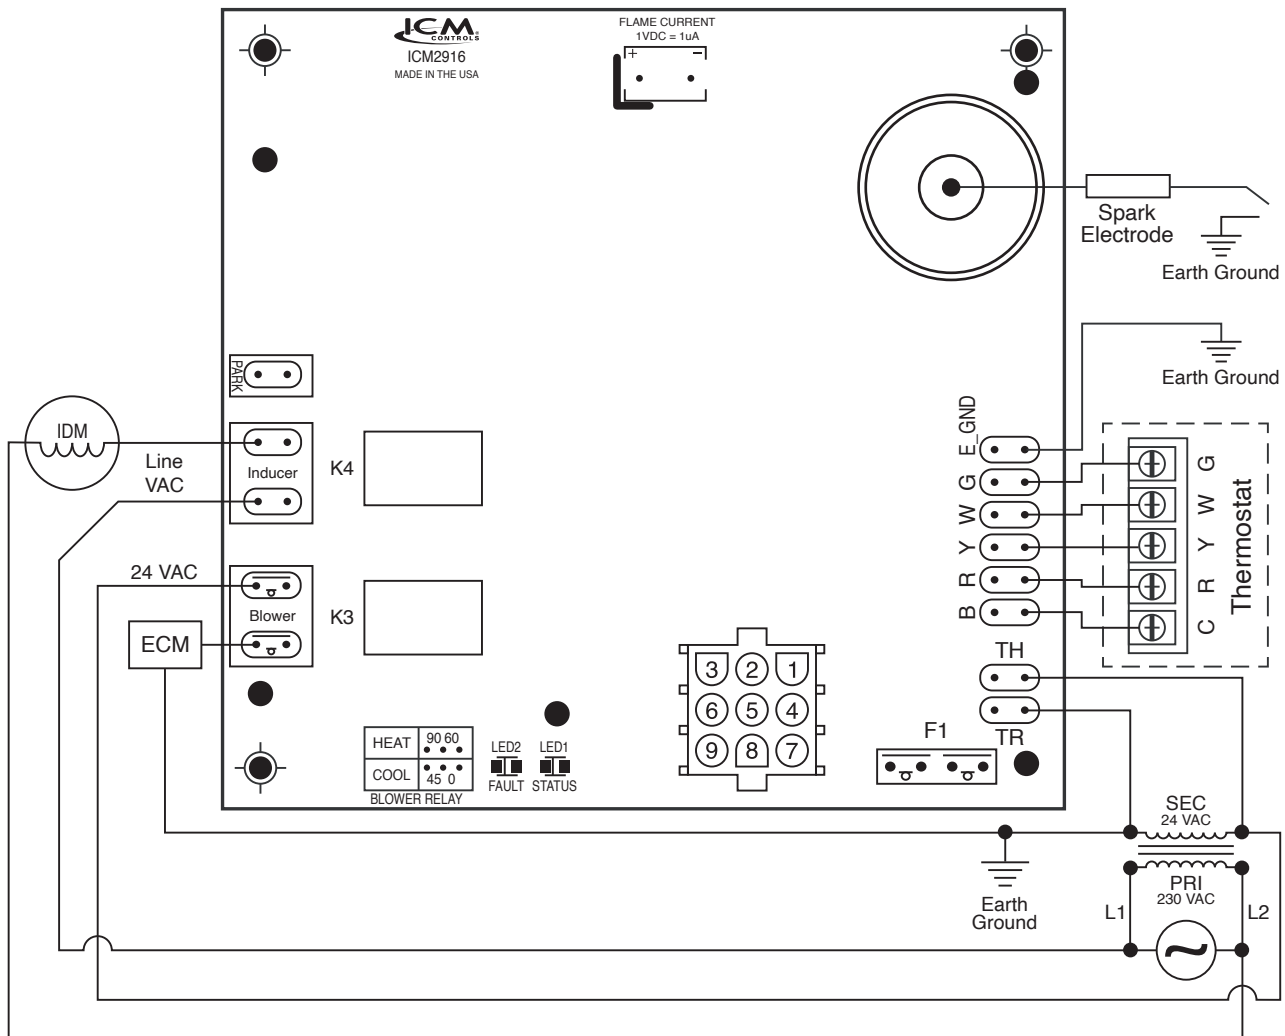 ICM®
CONTROLS
ICM2916
MADE IN THE USA
FLAME CURRENT
1VDC = 1uA
+ −
Spark
Electrode
Earth Ground
Earth Ground
PARK
IDM
Line
VAC
Inducer
K4
24 VAC
Blower
K3
ECM
E_GND
G
W
Y
R
B
G
W
Y
R
C
Thermostat
TH
TR
3 2 1
6 5 4
9 8 7
F1
HEAT 90 60
COOL 45 0
BLOWER RELAY
LED2
FAULT
LED1
STATUS
SEC
24 VAC
PRI
230 VAC
L1
L2
Earth
Ground